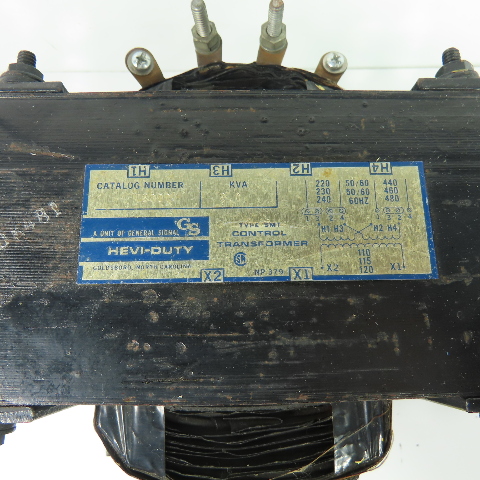 H1 H3 H2 H4
CATALOG NUMBER KVA
220 50/60 440
230 50/60 460
240 60HZ 480
A UNIT OF GENERAL SIGNAL GS
HEVI-DUTY
GOLDSBORO, NORTH CAROLINA
TYPE SMT
CONTROL
TRANSFORMER
NP 379
H1 H3 H2 H4
110
115
X2 120 X1
X2 X1